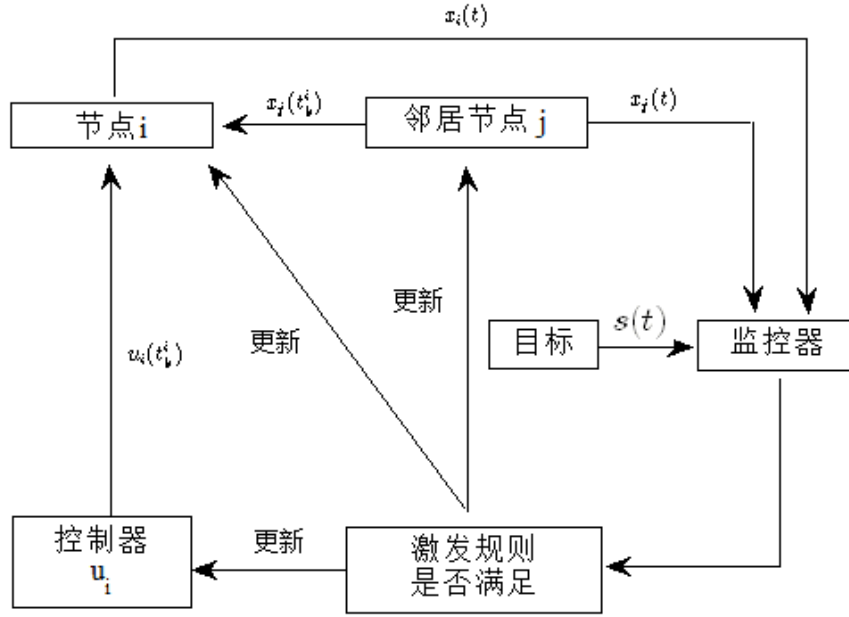 x_i(t)
节点i
x_j(t_k^i)
邻居节点j
x_j(t)
更新
更新
目标
s(t)
监控器
u_i(t_k^i)
控制器
u_i
更新
激发规则
是否满足